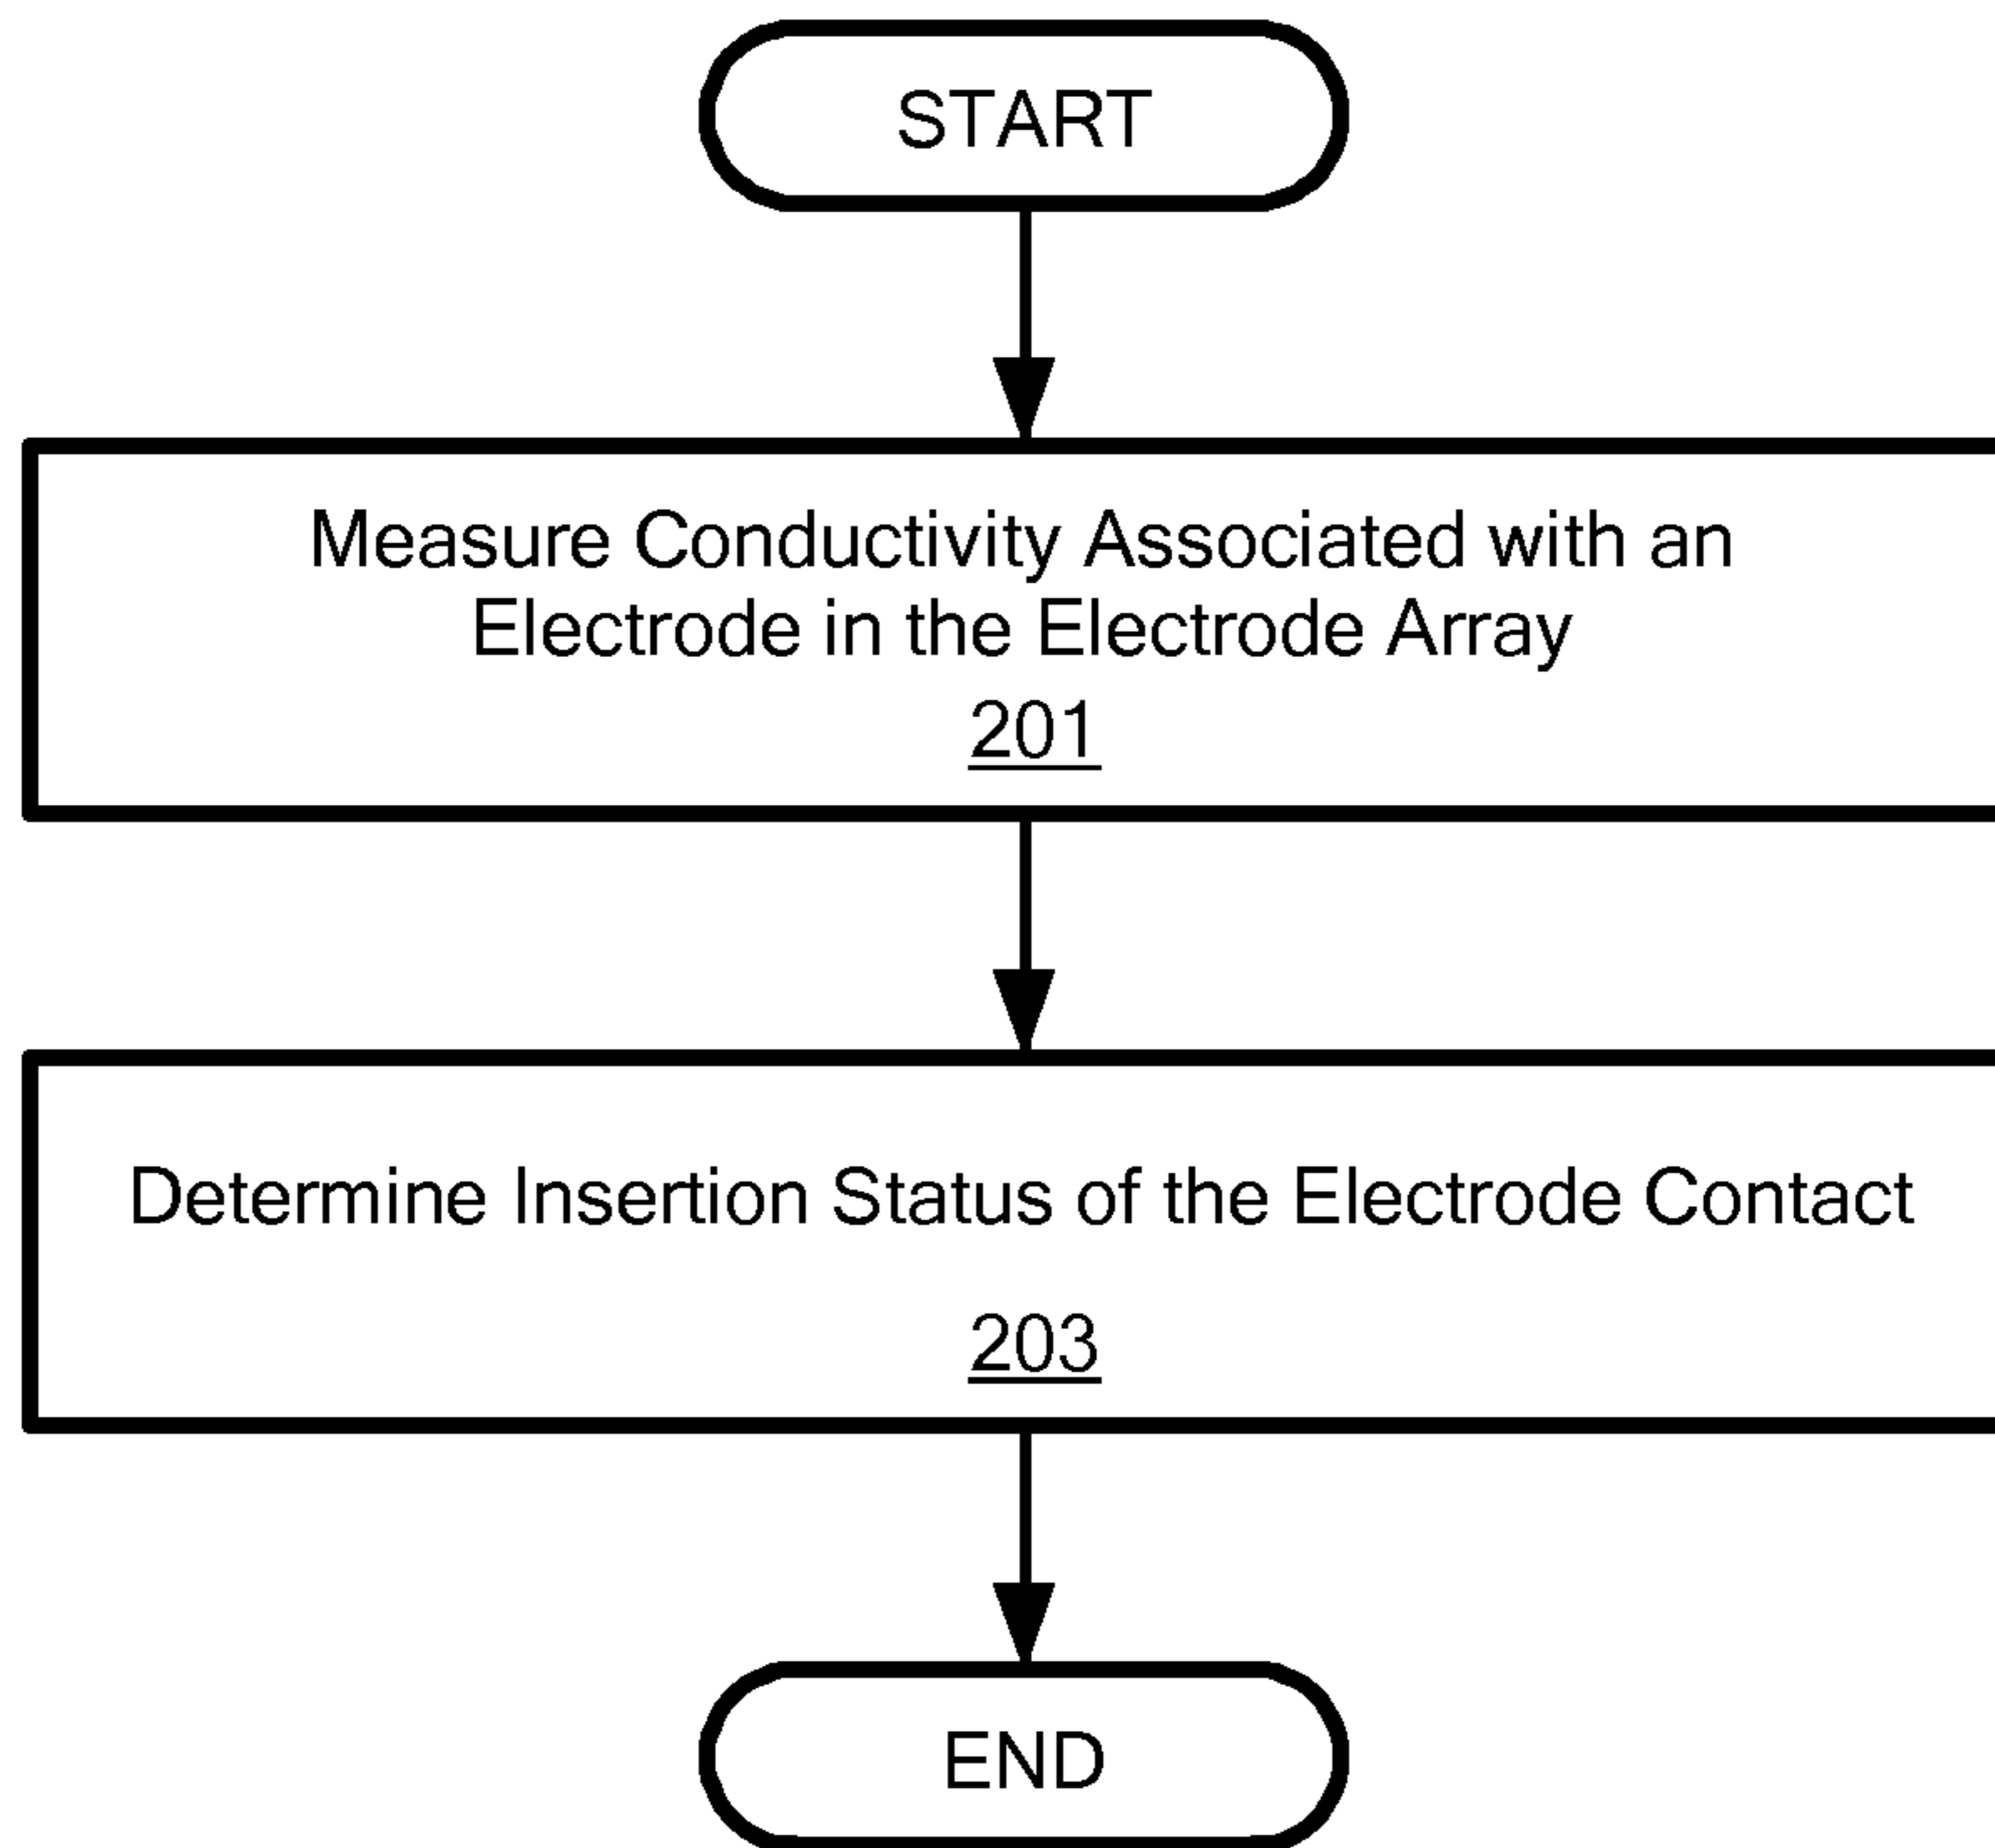 START
Measure Conductivity Associated with an
Electrode in the Electrode Array
201
Determine Insertion Status of the Electrode Contact
203
END